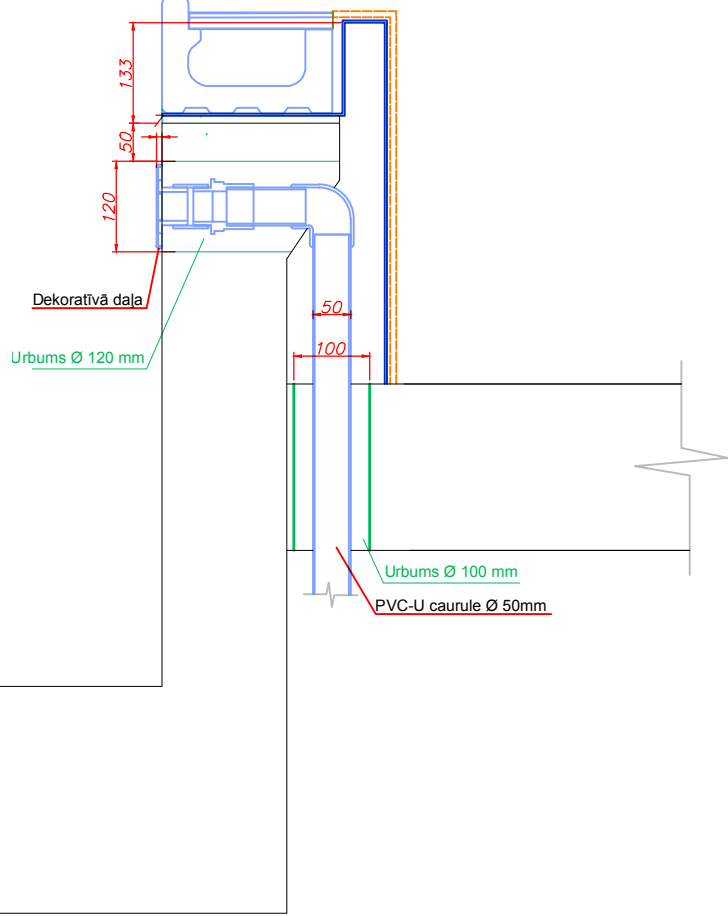 133
50
120
Dekoratīvā daļa
50
Urbums Ø 120 mm
100
Urbums Ø 100 mm
PVC-U caurule Ø 50mm